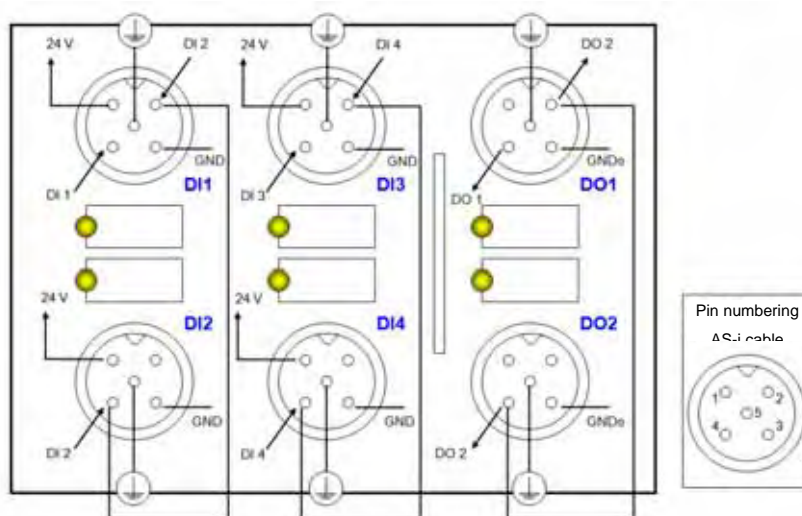 24 V
DI 2
24 V
DI 4
DO 2
GND
GND
GNDe
DI 1
DI1
DI 3
DI3
DO 1
DO1
24 V
24 V
DI2
DI4
DO2
Pin numbering
AS-i cable
1
2
5
4
3
GND
GND
GNDe
DI 2
DI 4
DO 2